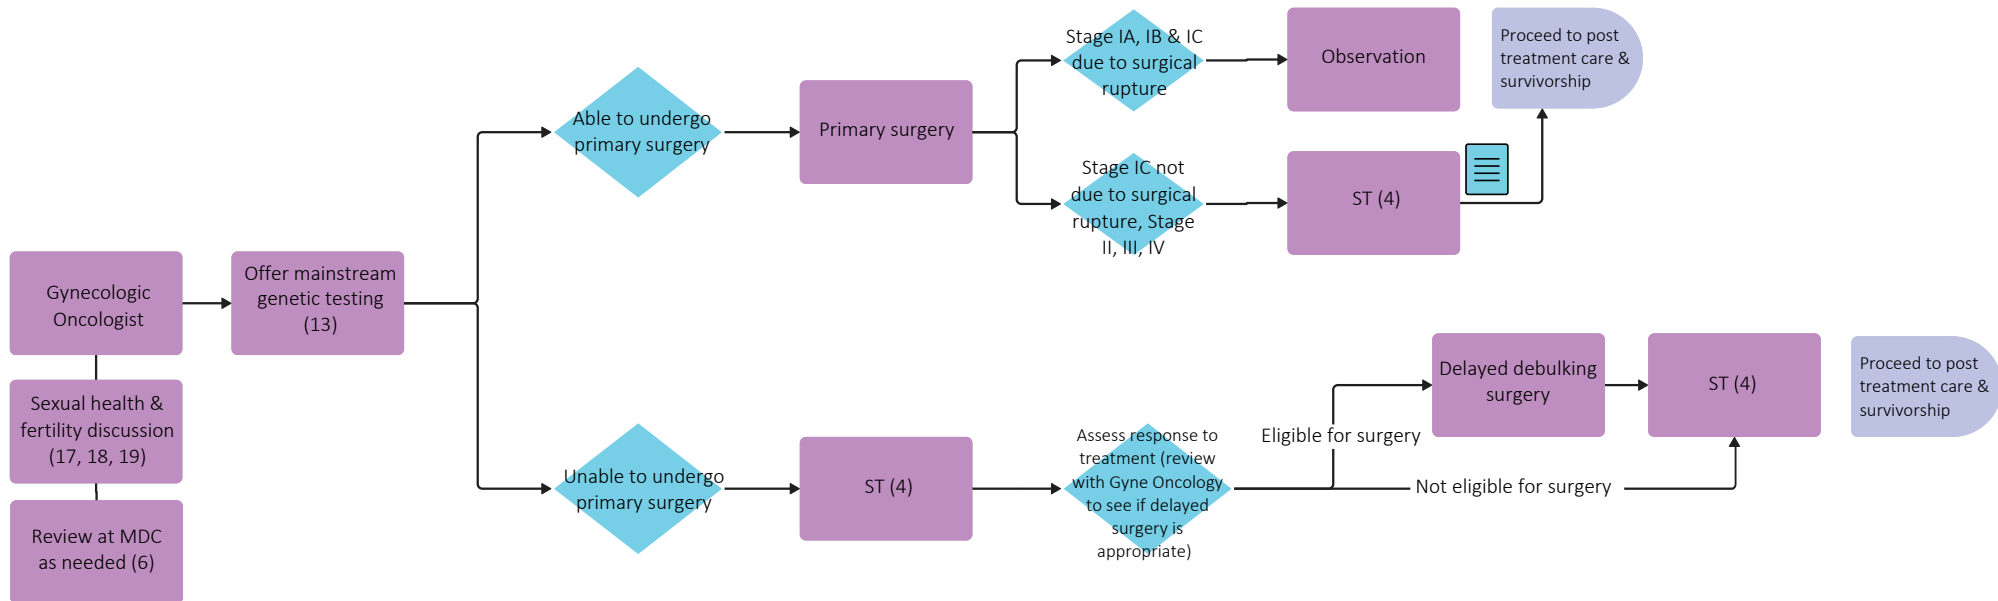 Gynecologic
Oncologist
Sexual health &
fertility discussion
(17, 18, 19)
Review at MDC
as needed (6)
Offer mainstream
genetic testing
(13)
Able to undergo
primary surgery
Primary surgery
Stage IA, IB & IC
due to surgical
rupture
Observation
Stage IC not
due to surgical
rupture, Stage
II, III, IV
ST (4)
Proceed to post
treatment care &
survivorship
Unable to undergo
primary surgery
ST (4)
Assess response to
treatment (review
with Gyne Oncology
to see if delayed
surgery is
appropriate)
Eligible for surgery
Not eligible for surgery
Delayed debulking
surgery
ST (4)
Proceed to post
treatment care &
survivorship